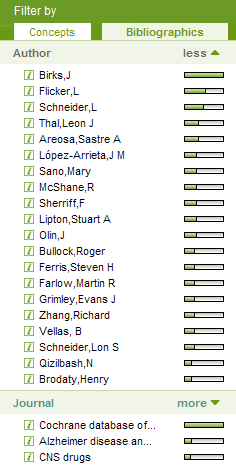 Filter by
Concepts Bibliographics
Author less
Birks,J
Flicker,L
Schneider,L
Thal,Leon J
Areosa,Sastre A
López-Arrieta,J M
Sano,Mary
McShane,R
Sherriff,F
Lipton,Stuart A
Olin,J
Bullock,Roger
Ferris,Steven H
Farlow,Martin R
Grimley,Evans J
Zhang,Richard
Vellas, B
Schneider,Lon S
Qizilbash,N
Brodaty,Henry
Journal more
Cochrane database of...
Alzheimer disease an...
CNS drugs